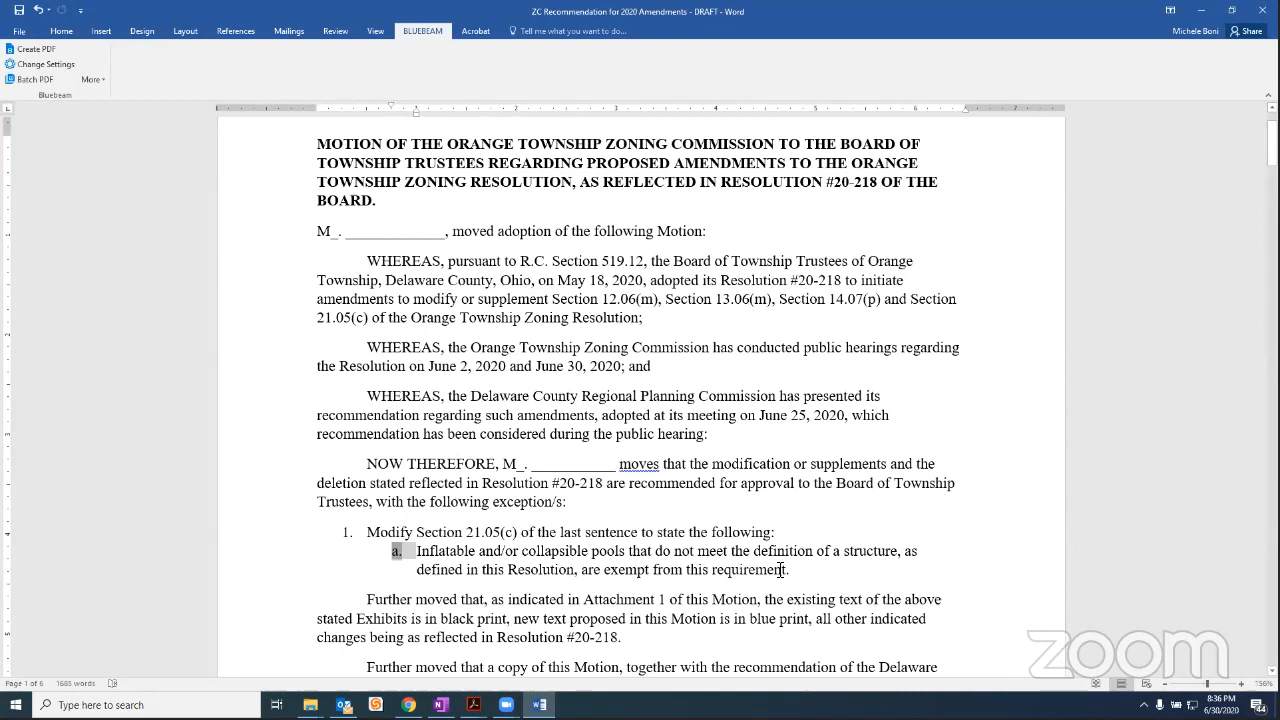 ZC Recommendation for 2020 Amendments - DRAFT - Word
File Home Insert Design Layout References Mailings Review View BLUEBEAM Acrobat Tell me what you want to do... Michele Boni Share
Create PDF
Change Settings
Batch PDF More
Bluebeam
MOTION OF THE ORANGE TOWNSHIP ZONING COMMISSION TO THE BOARD OF
TOWNSHIP TRUSTEES REGARDING PROPOSED AMENDMENTS TO THE ORANGE
TOWNSHIP ZONING RESOLUTION, AS REFLECTED IN RESOLUTION #20-218 OF THE
BOARD.
M_. _____________, moved adoption of the following Motion:
WHEREAS, pursuant to R.C. Section 519.12, the Board of Township Trustees of Orange
Township, Delaware County, Ohio, on May 18, 2020, adopted its Resolution #20-218 to initiate
amendments to modify or supplement Section 12.06(m), Section 13.06(m), Section 14.07(p) and Section
21.05(c) of the Orange Township Zoning Resolution;
WHEREAS, the Orange Township Zoning Commission has conducted public hearings regarding
the Resolution on June 2, 2020 and June 30, 2020; and
WHEREAS, the Delaware County Regional Planning Commission has presented its
recommendation regarding such amendments, adopted at its meeting on June 25, 2020, which
recommendation has been considered during the public hearing:
NOW THEREFORE, M_. ___________ moves that the modification or supplements and the
deletion stated reflected in Resolution #20-218 are recommended for approval to the Board of Township
Trustees, with the following exception/s:
1. Modify Section 21.05(c) of the last sentence to state the following:
a. Inflatable and/or collapsible pools that do not meet the definition of a structure, as
defined in this Resolution, are exempt from this requirement.
Further moved that, as indicated in Attachment 1 of this Motion, the existing text of the above
stated Exhibits is in black print, new text proposed in this Motion is in blue print, all other indicated
changes being as reflected in Resolution #20-218.
Further moved that a copy of this Motion, together with the recommendation of the Delaware
zoom
Page 1 of 6 1685 words 156%
Type here to search
8:36 PM
6/30/2020